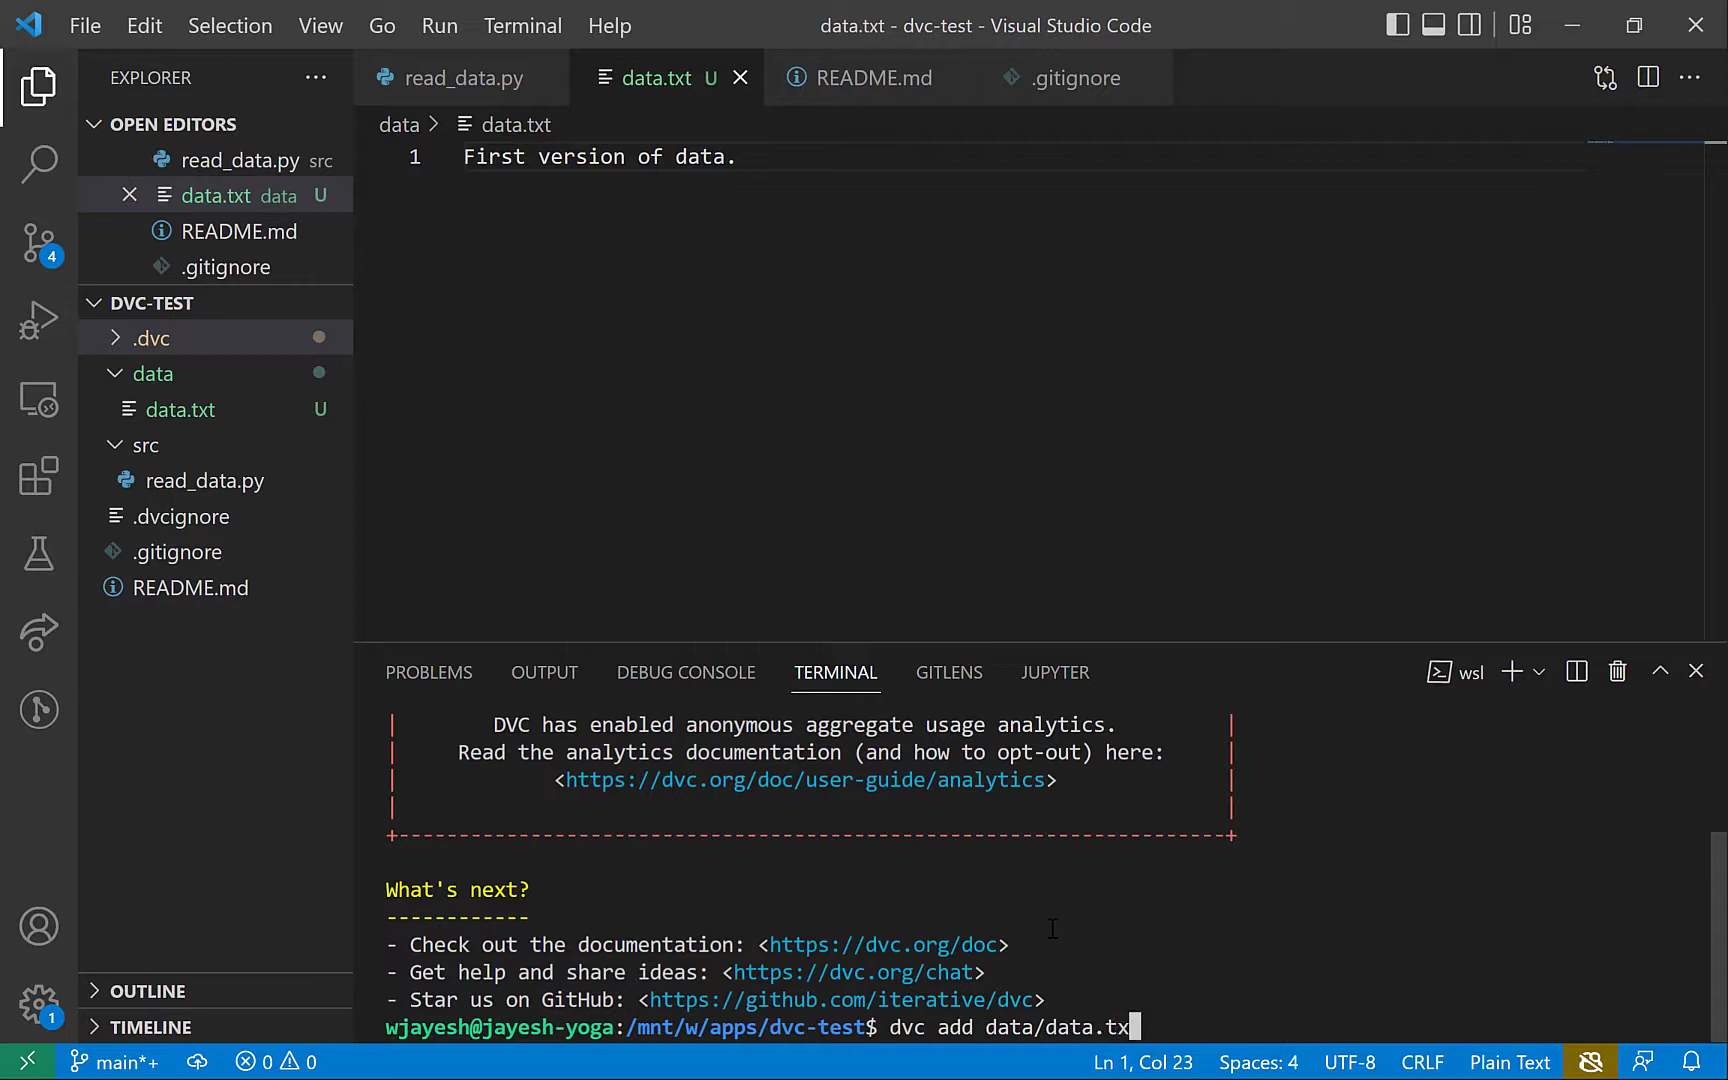 File Edit Selection View Go Run Terminal Help
data.txt - dvc-test - Visual Studio Code
EXPLORER
read_data.py
data.txt U
README.md
.gitignore
OPEN EDITORS
read_data.py src
data.txt data U
README.md
.gitignore
DVC-TEST
.dvc
data
data.txt U
src
read_data.py
.dvcignore
.gitignore
README.md
OUTLINE
TIMELINE
4
1
data > data.txt
1 First version of data.
PROBLEMS OUTPUT DEBUG CONSOLE TERMINAL GITLENS JUPYTER
wsl
| DVC has enabled anonymous aggregate usage analytics. |
| Read the analytics documentation (and how to opt-out) here: |
| <https://dvc.org/doc/user-guide/analytics> |
| |
+----------------------------------------------------------------------+
What's next?
------------
- Check out the documentation: <https://dvc.org/doc>
- Get help and share ideas: <https://dvc.org/chat>
- Star us on GitHub: <https://github.com/iterative/dvc>
wjayesh@jayesh-yoga:/mnt/w/apps/dvc-test$ dvc add data/data.tx
main*+ 0 0 Ln 1, Col 23 Spaces: 4 UTF-8 CRLF Plain Text